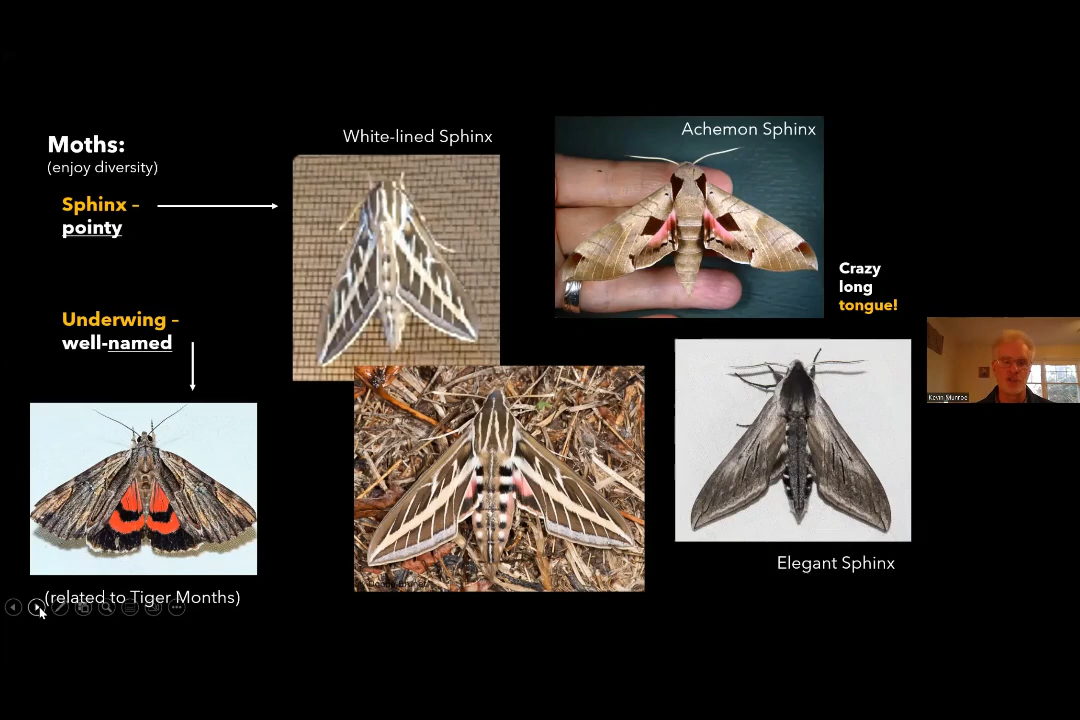 Moths:
(enjoy diversity)
Sphinx –
pointy
Underwing –
well-named
(related to Tiger Months)
White-lined Sphinx
Achemon Sphinx
Crazy
long
tongue!
Elegant Sphinx
Kevin_Munroe